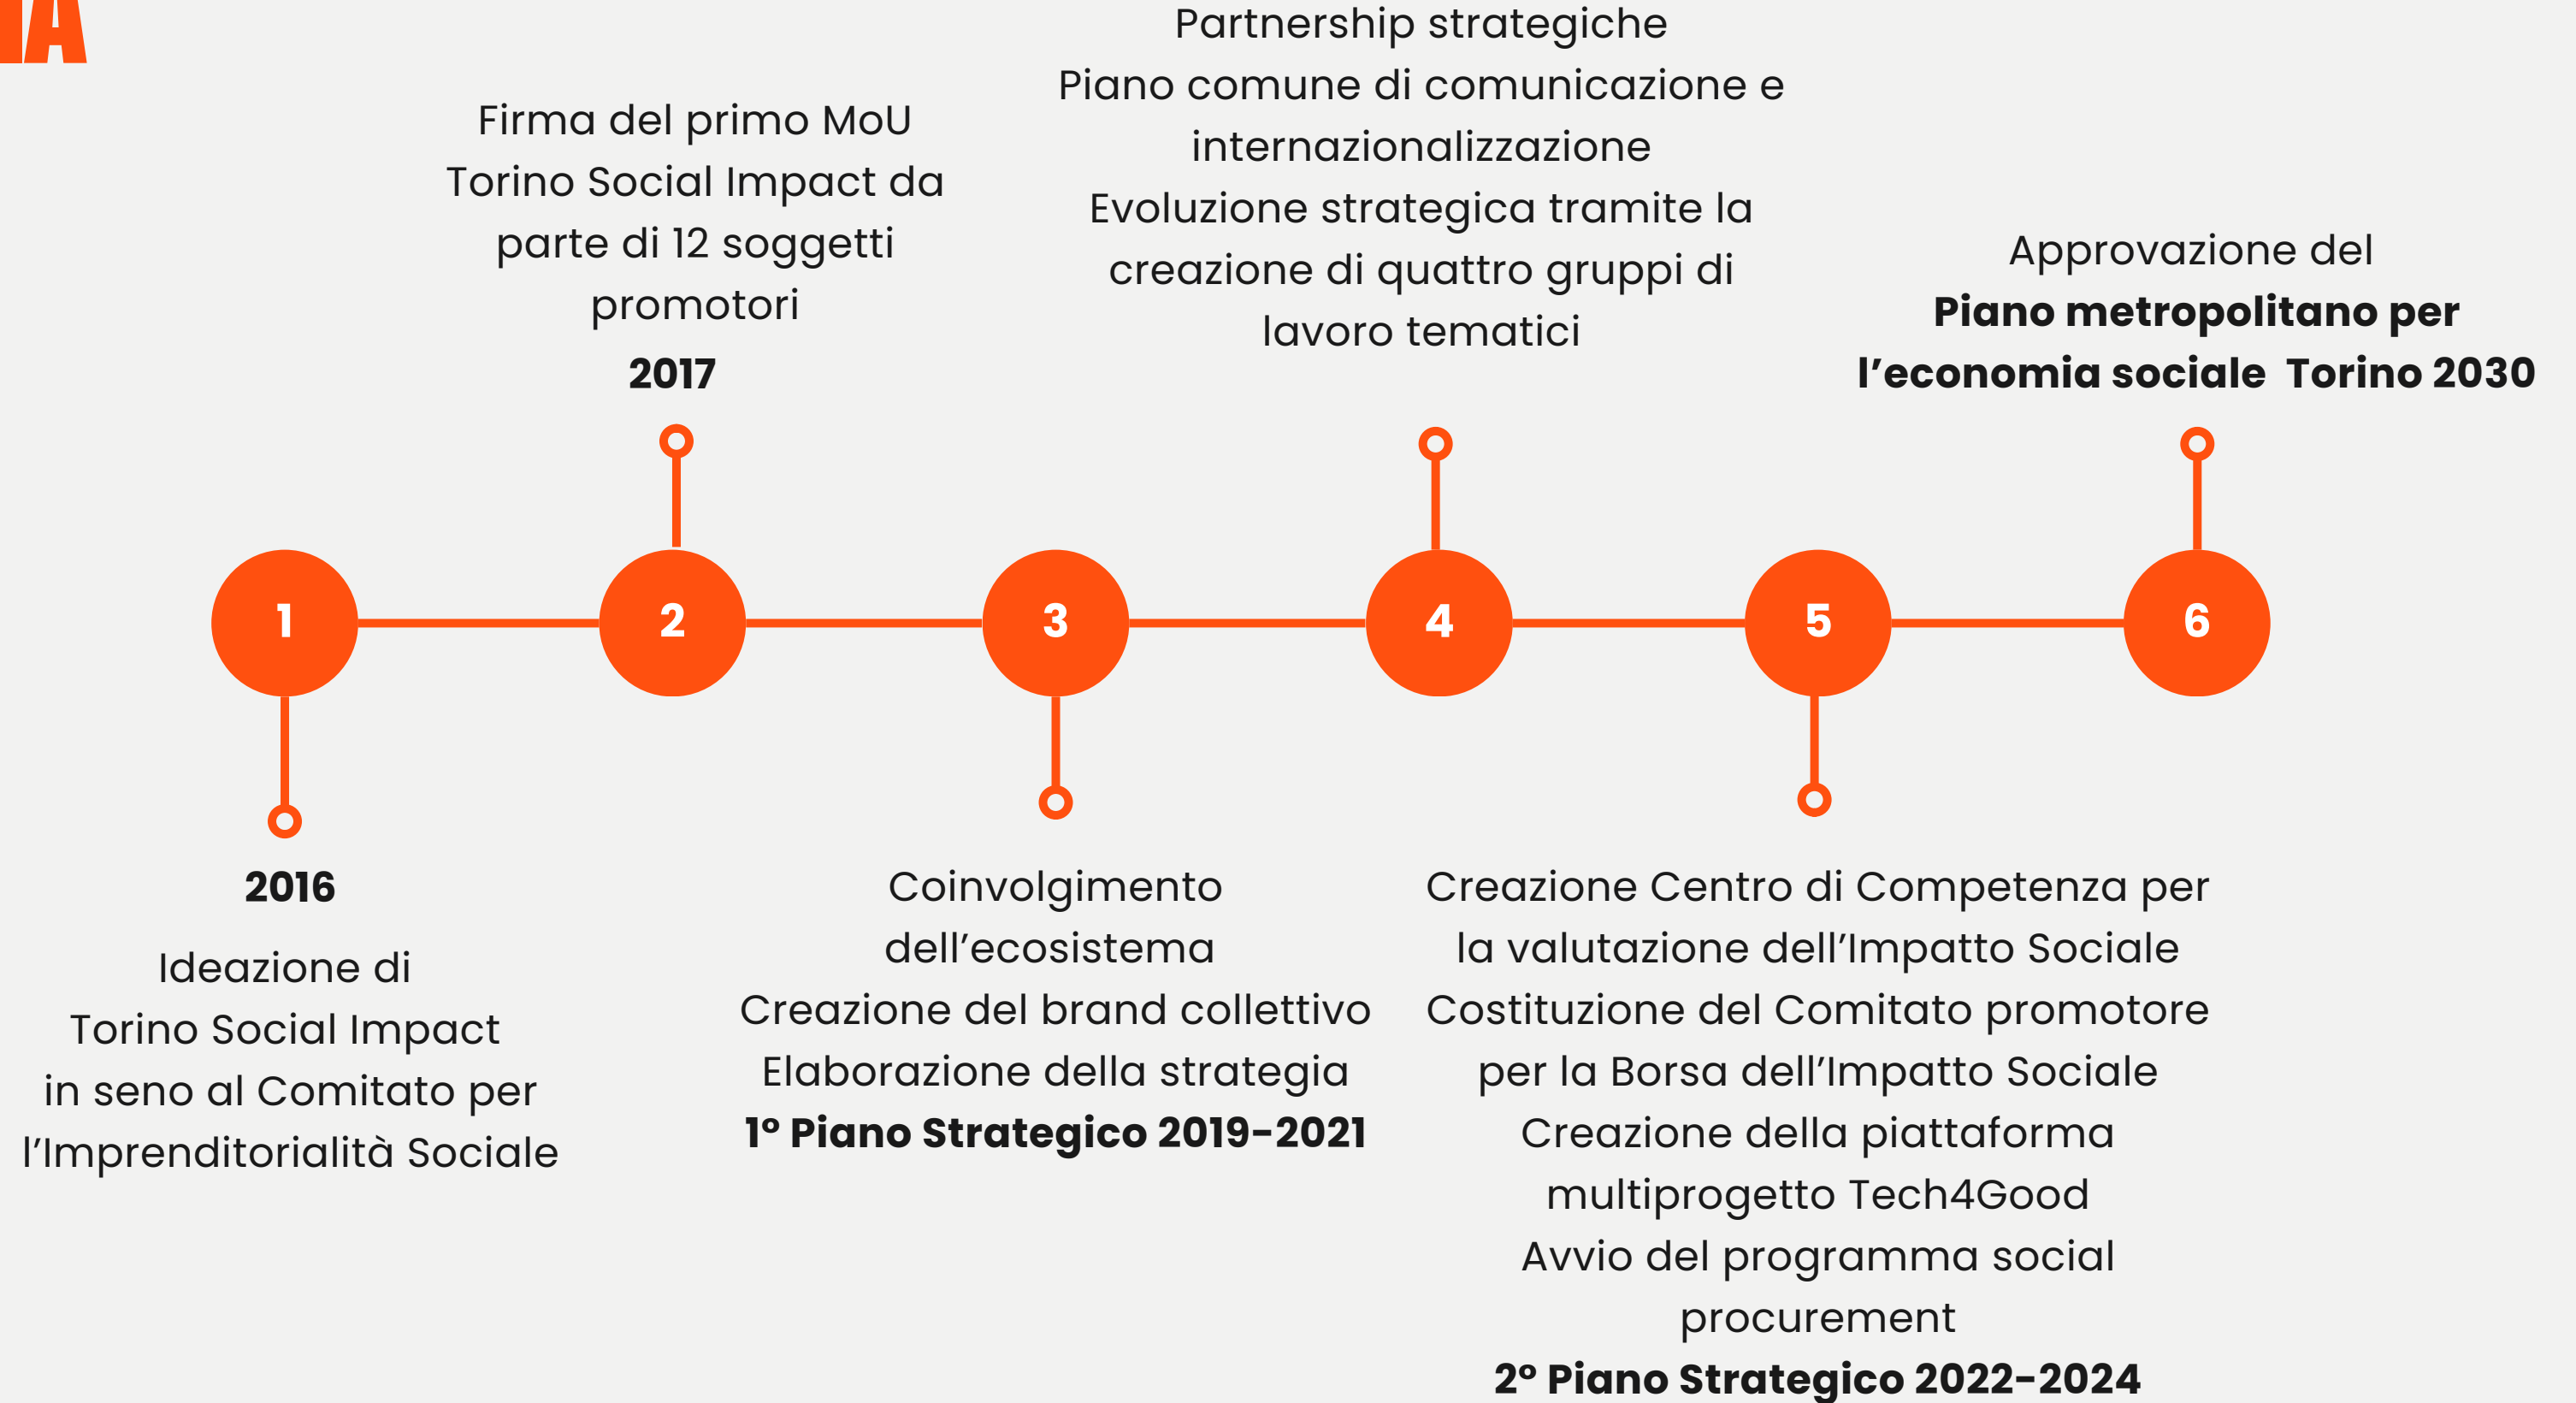 Firma del primo MoU
Torino Social Impact da
parte di 12 soggetti
promotori
2017
Partnership strategiche
Piano comune di comunicazione e
internazionalizzazione
Evoluzione strategica tramite la
creazione di quattro gruppi di
lavoro tematici
Approvazione del
Piano metropolitano per
l’economia sociale  Torino 2030
1
2
3
4
5
6
2016
Ideazione di
Torino Social Impact
in seno al Comitato per
l’Imprenditorialità Sociale
Coinvolgimento
dell’ecosistema
Creazione del brand collettivo
Elaborazione della strategia
1° Piano Strategico 2019-2021
Creazione Centro di Competenza per
la valutazione dell’Impatto Sociale
Costituzione del Comitato promotore
per la Borsa dell’Impatto Sociale
Creazione della piattaforma
multiprogetto Tech4Good
Avvio del programma social
procurement
2° Piano Strategico 2022-2024